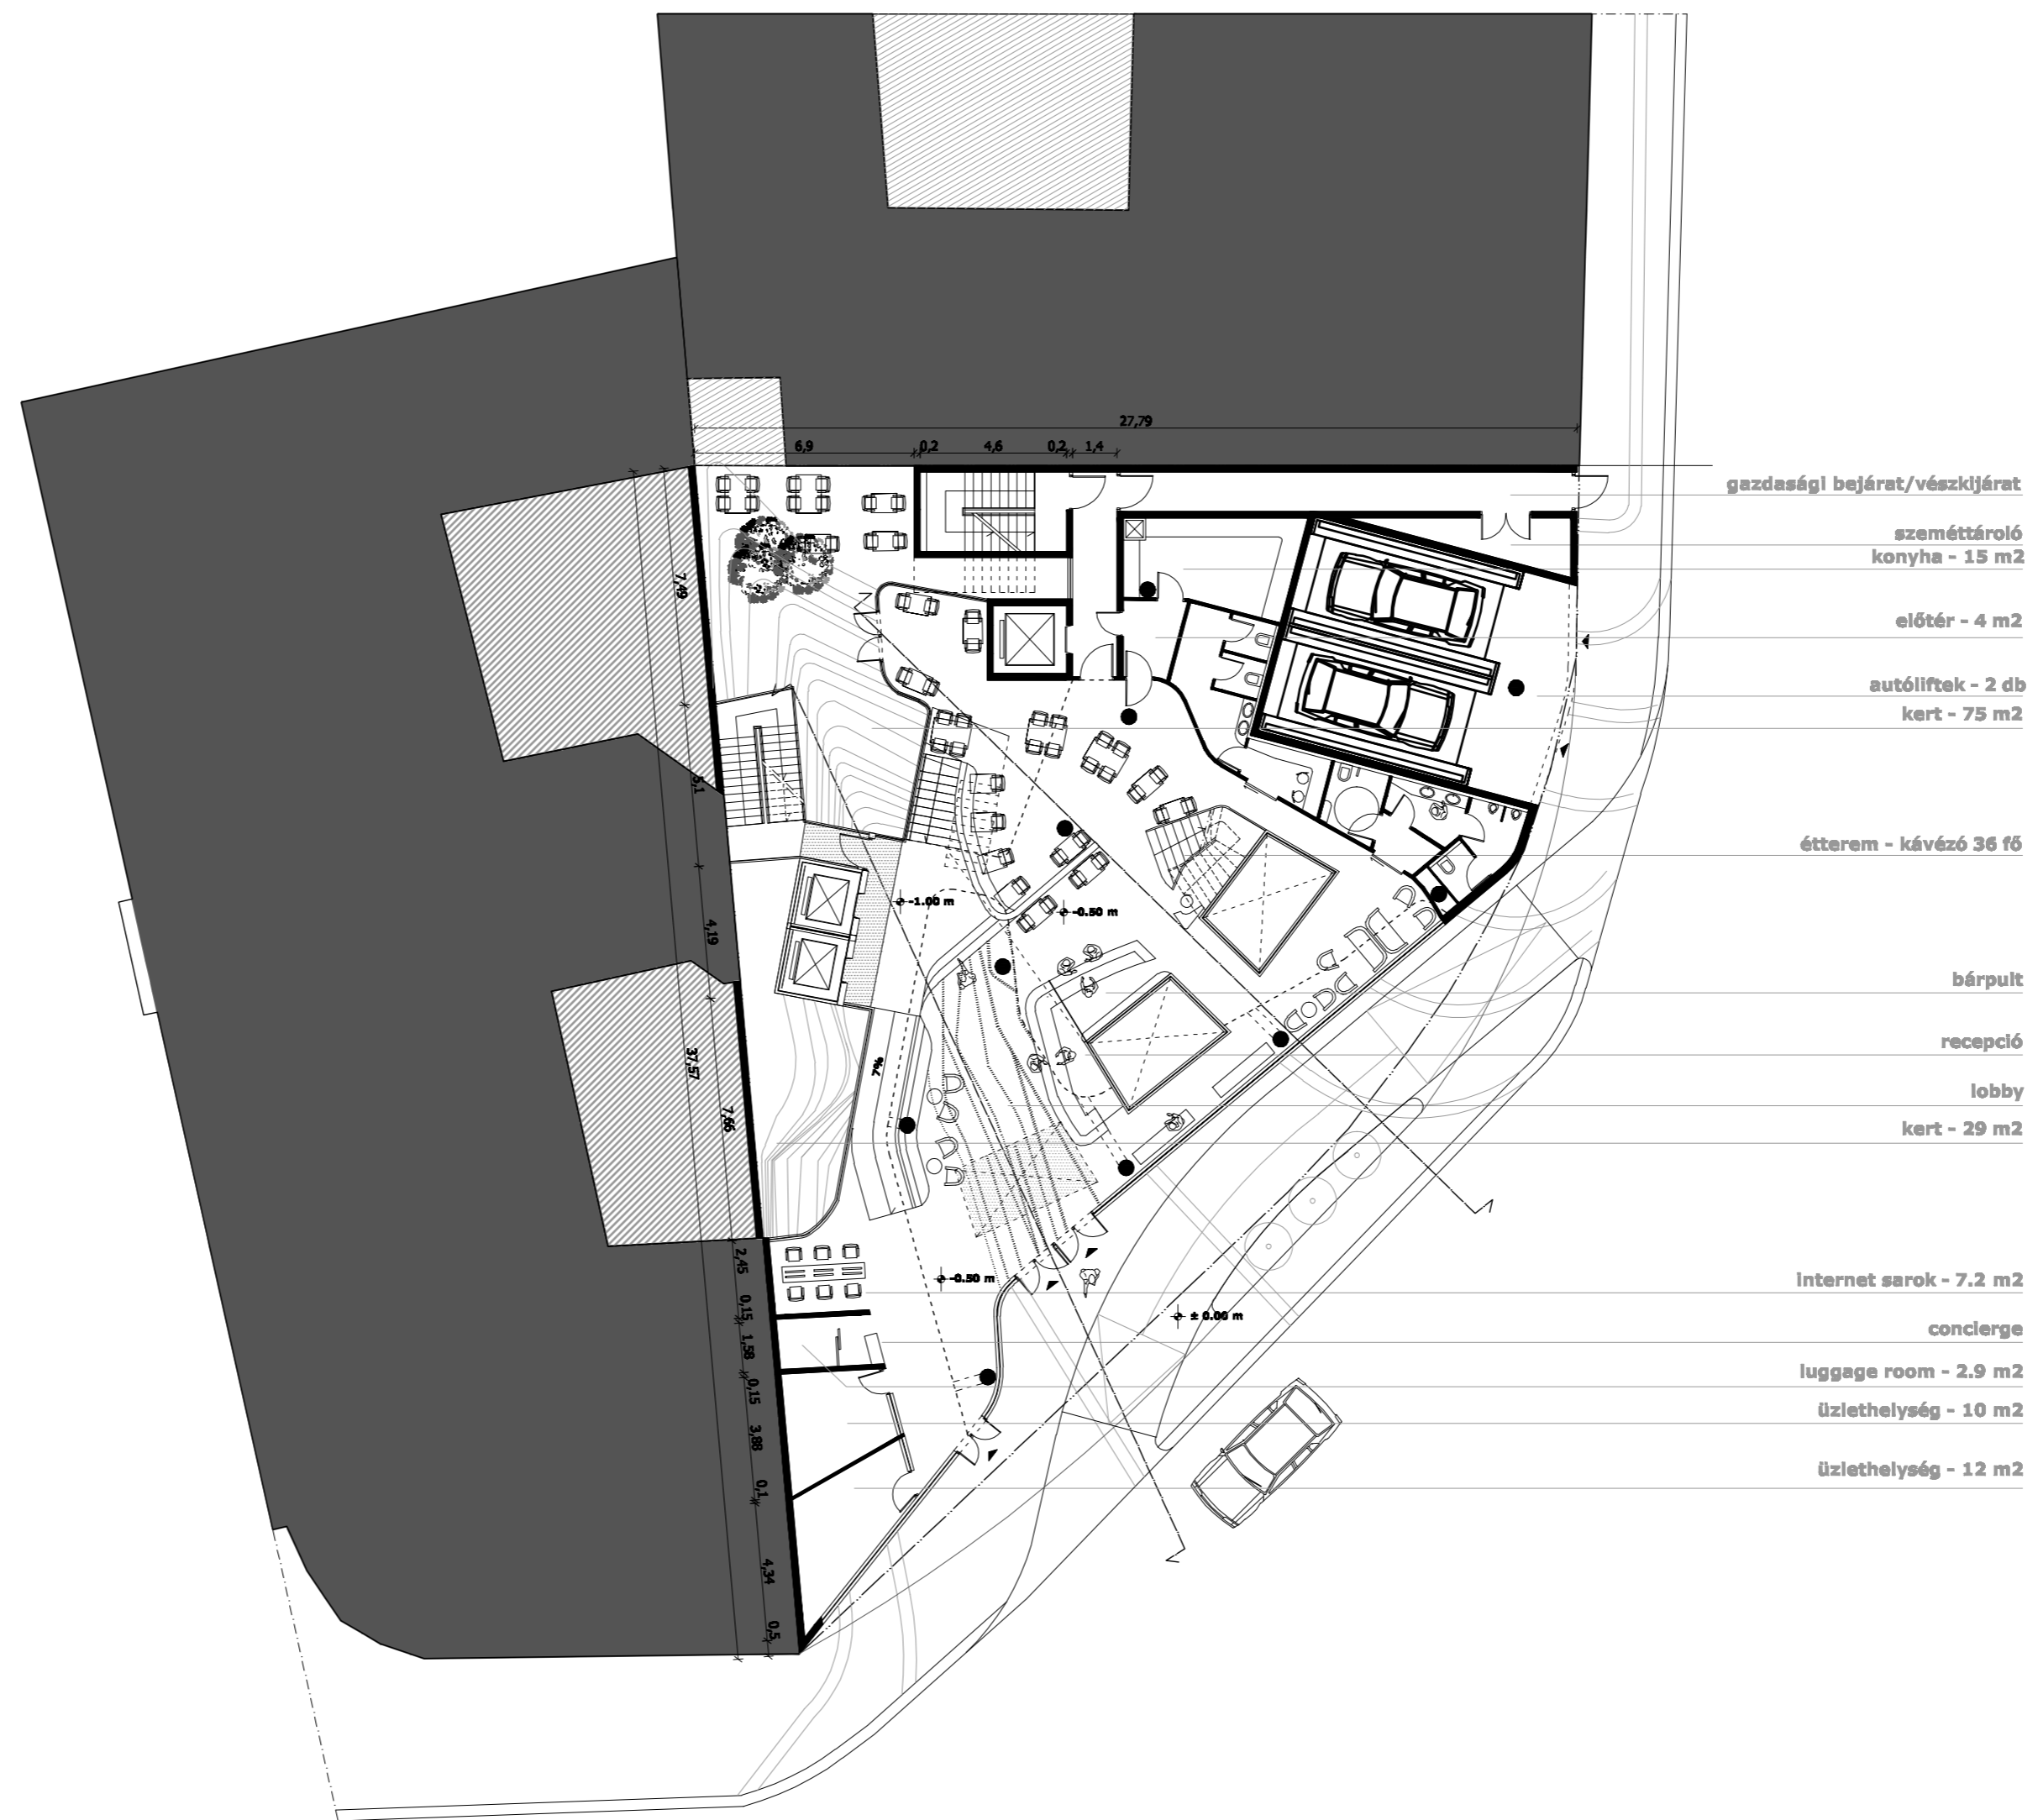 27,79
6,9
0,2
4,6
0,2
1,4
gazdasági bejárat/vészkijárat
szeméttároló
konyha - 15 m2
előtér - 4 m2
autóliftek - 2 db
kert - 75 m2
étterem - kávézó 36 fő
bárpult
recepció
lobby
kert - 29 m2
internet sarok - 7.2 m2
concierge
luggage room - 2.9 m2
üzlethelység - 10 m2
üzlethelység - 12 m2
7,49
5,1
4,19
37,57
7,66
2,45
0,15
1,58
0,15
3,88
0,1
4,34
0,5
-1.00 m
-0.50 m
7%
-0.50 m
± 0.00 m